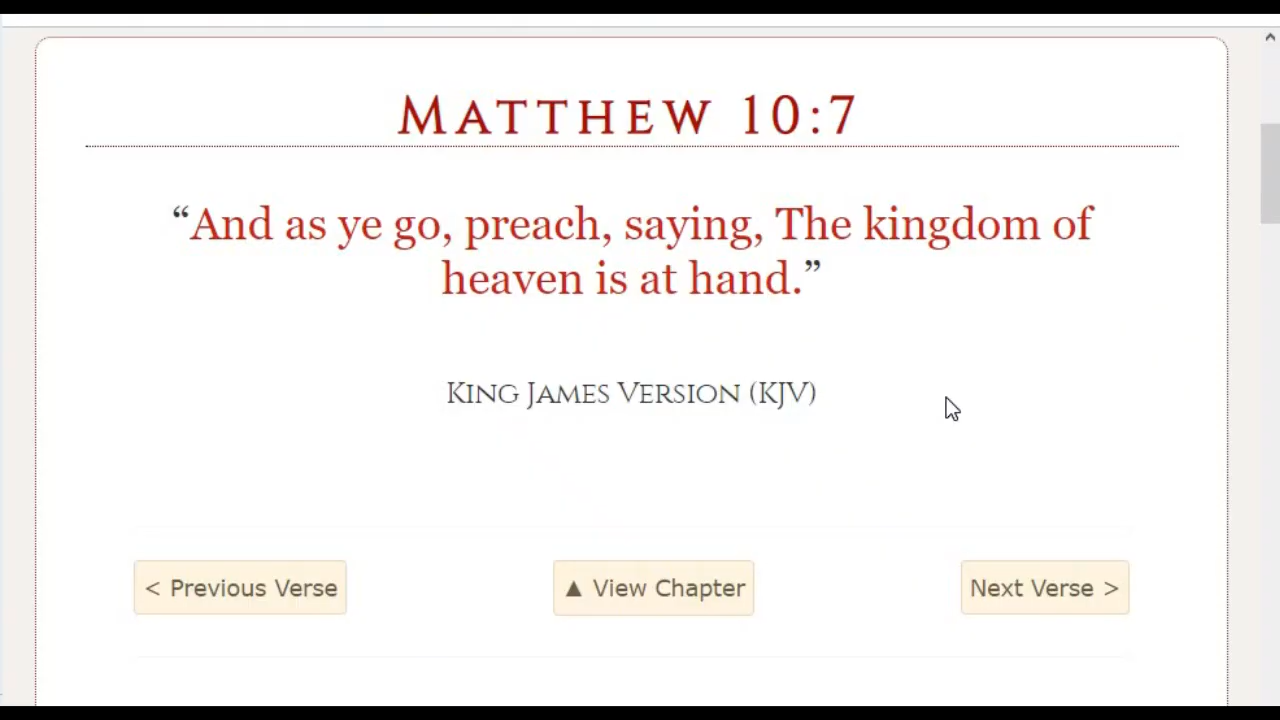 MATTHEW 10:7
“And as ye go, preach, saying, The kingdom of
heaven is at hand.”
KING JAMES VERSION (KJV)
< Previous Verse
▲ View Chapter
Next Verse >